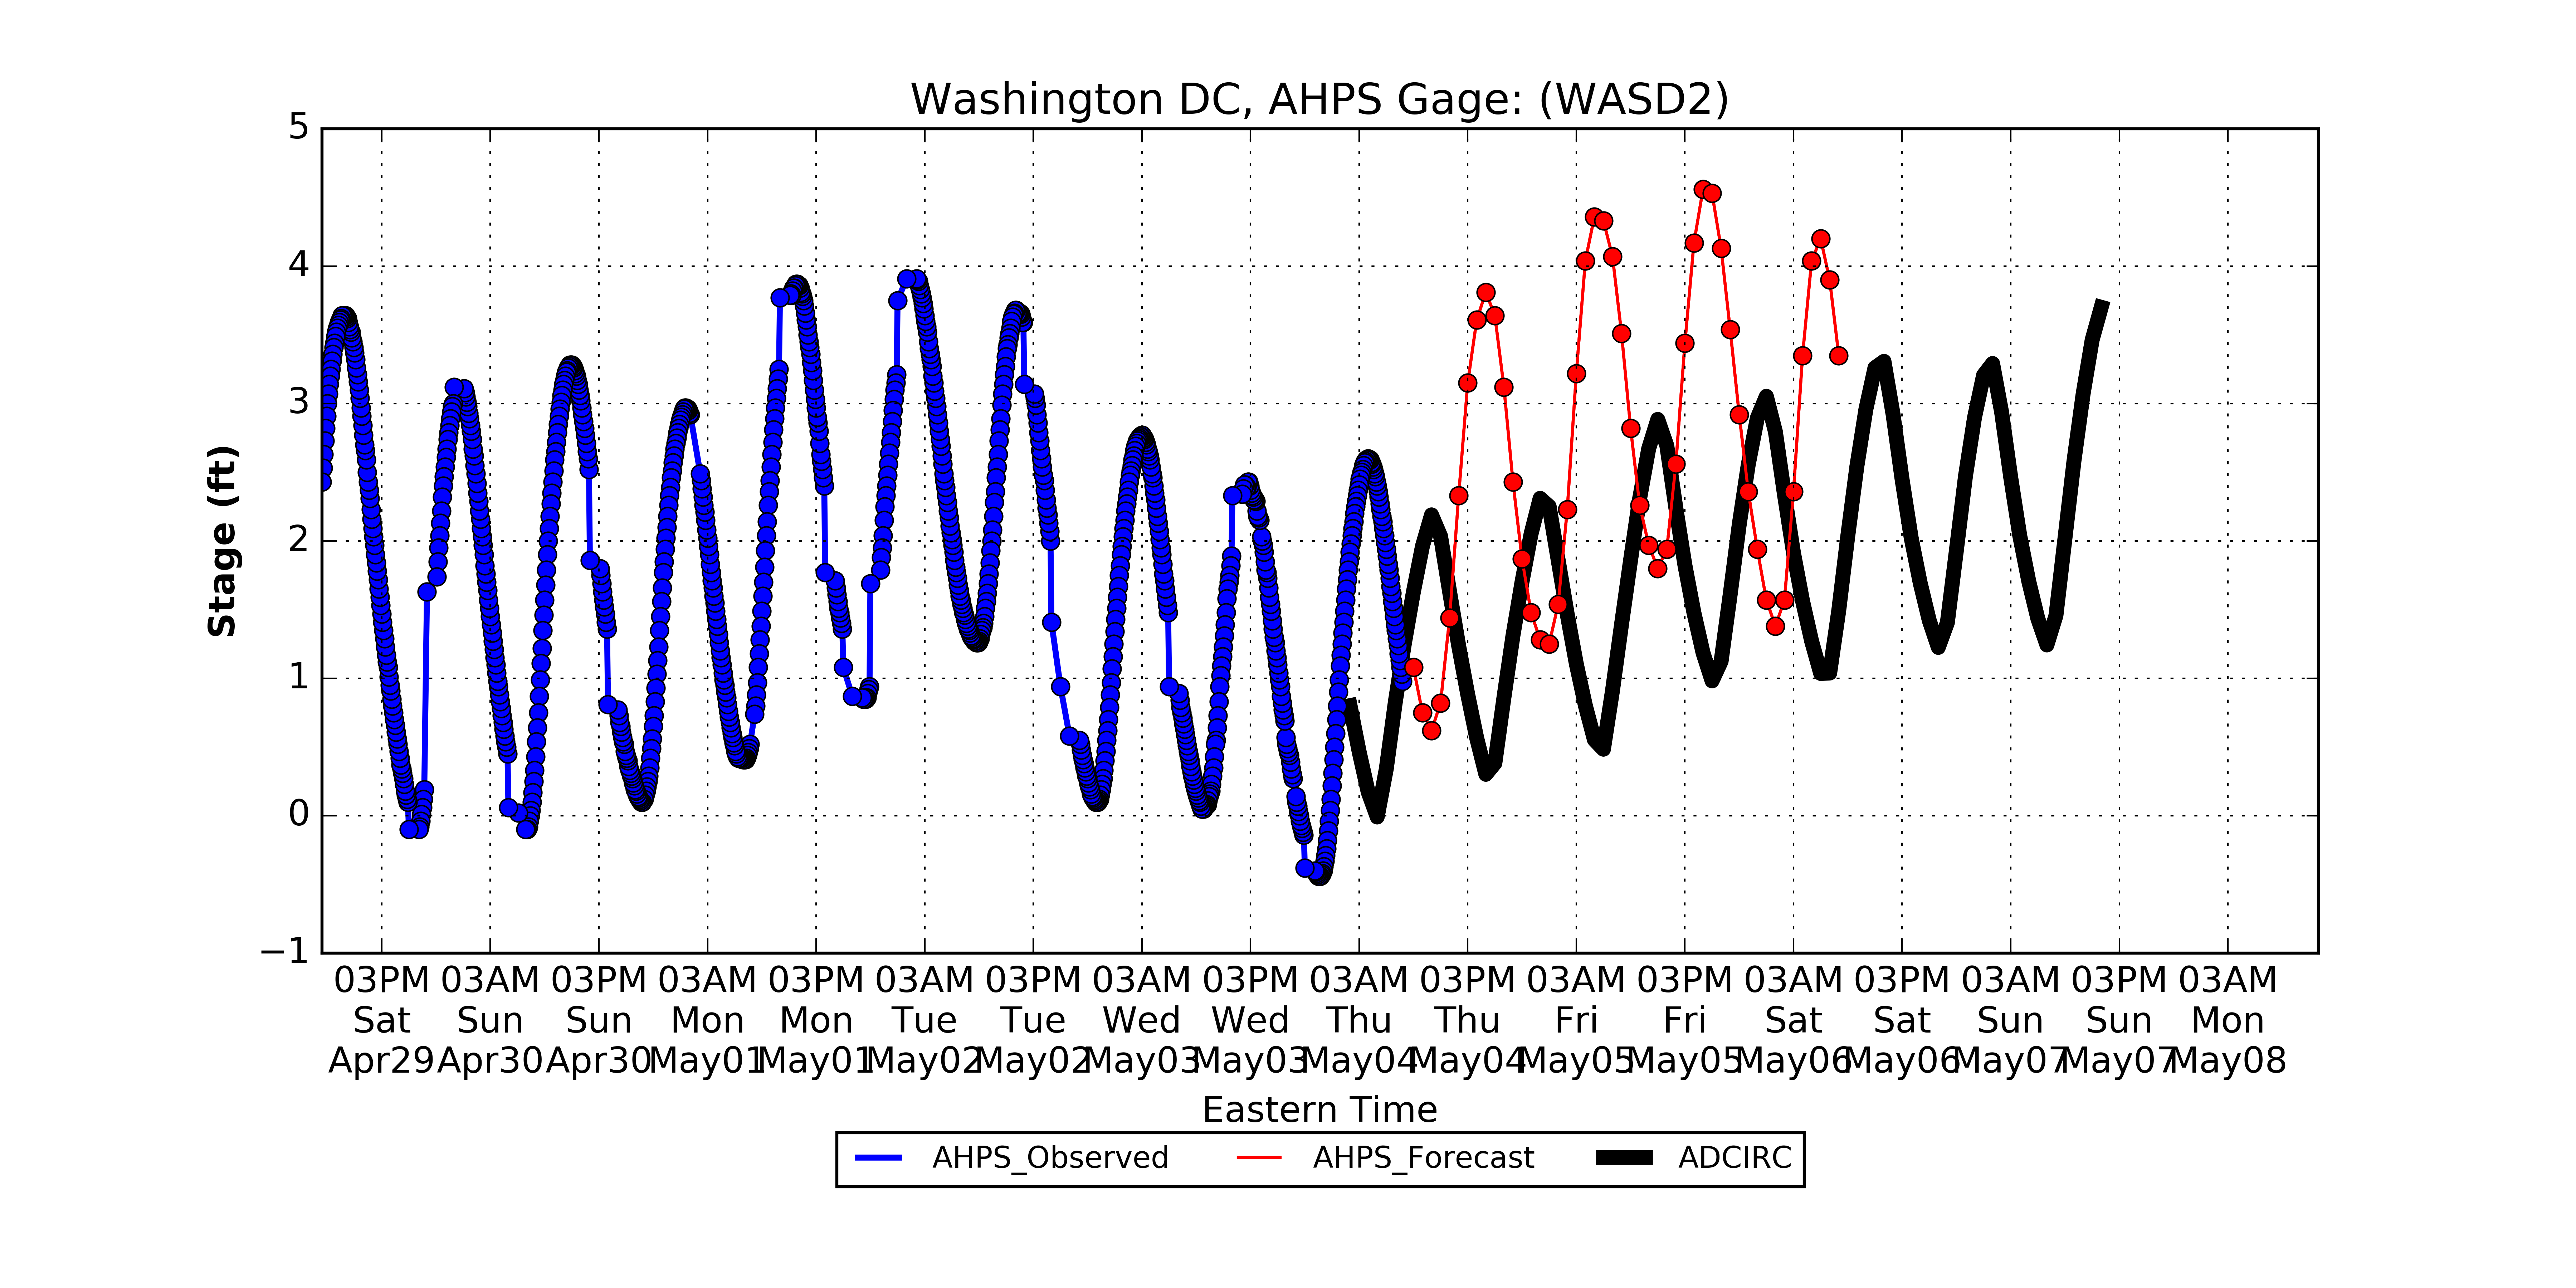 Washington DC, AHPS Gage: (WASD2)
Stage (ft)
5
4
3
2
1
0
−1
03PM 03AM 03PM 03AM 03PM 03AM 03PM 03AM 03PM 03AM 03PM 03AM 03PM 03AM 03PM 03AM 03PM 03AM
Sat Sun Sun Mon Mon Tue Tue Wed Wed Thu Thu Fri Fri Sat Sat Sun Sun Mon
Apr29 Apr30 Apr30 May01 May01 May02 May02 May03 May03 May04 May04 May05 May05 May06 May06 May07 May07 May08
Eastern Time
AHPS_Observed AHPS_Forecast ADCIRC